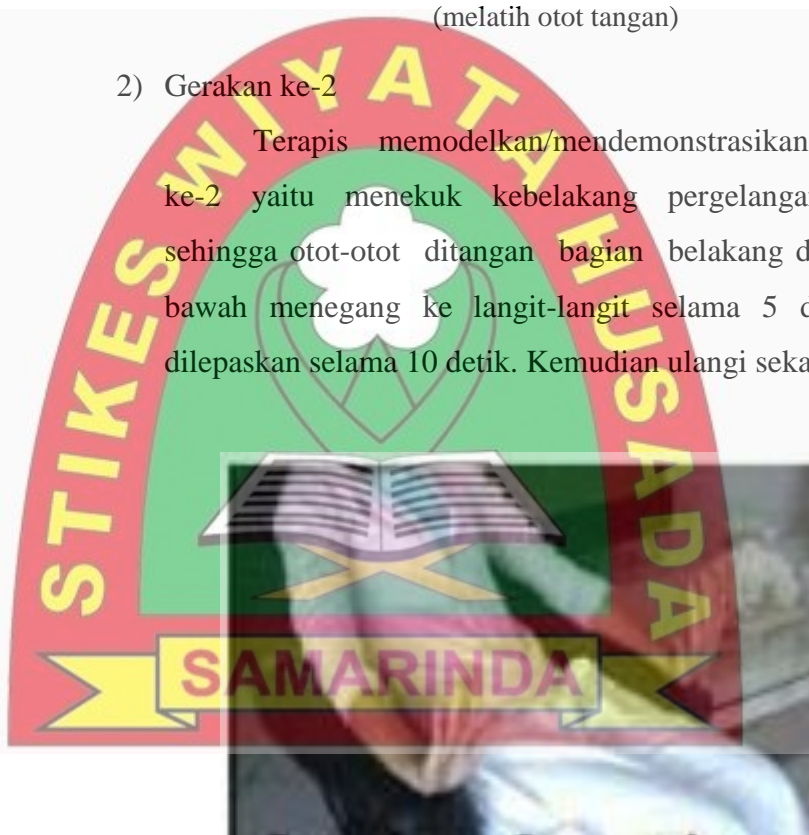 (melatih otot tangan)
2) Gerakan ke-2
Terapis memodelkan/mendemonstrasikan
ke-2 yaitu menekuk kebelakang pergelangan
sehingga otot-otot ditangan bagian belakang d
bawah menegang ke langit-langit selama 5 d
dilepaskan selama 10 detik. Kemudian ulangi seka
STIKES WIYATA HUSADA
SAMARINDA